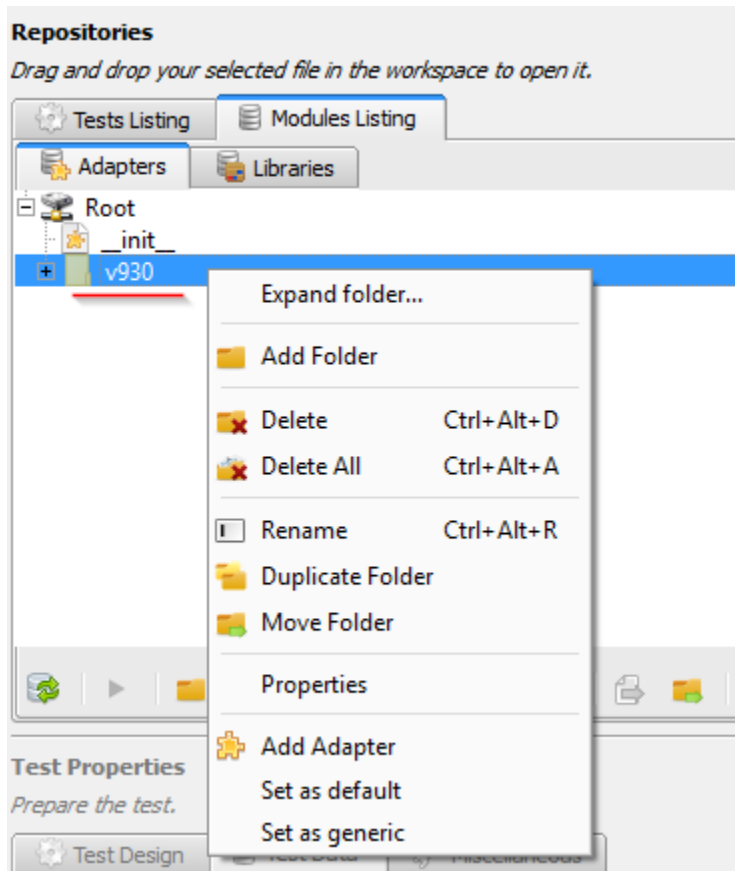 Repositories
Drag and drop your selected file in the workspace to open it.
Tests Listing
Modules Listing
Adapters
Libraries
Root
__init__
v930
Expand folder...
Add Folder
Delete Ctrl+Alt+D
Delete All Ctrl+Alt+A
Rename Ctrl+Alt+R
Duplicate Folder
Move Folder
Properties
Add Adapter
Set as default
Set as generic
Test Properties
Prepare the test.
Test Design